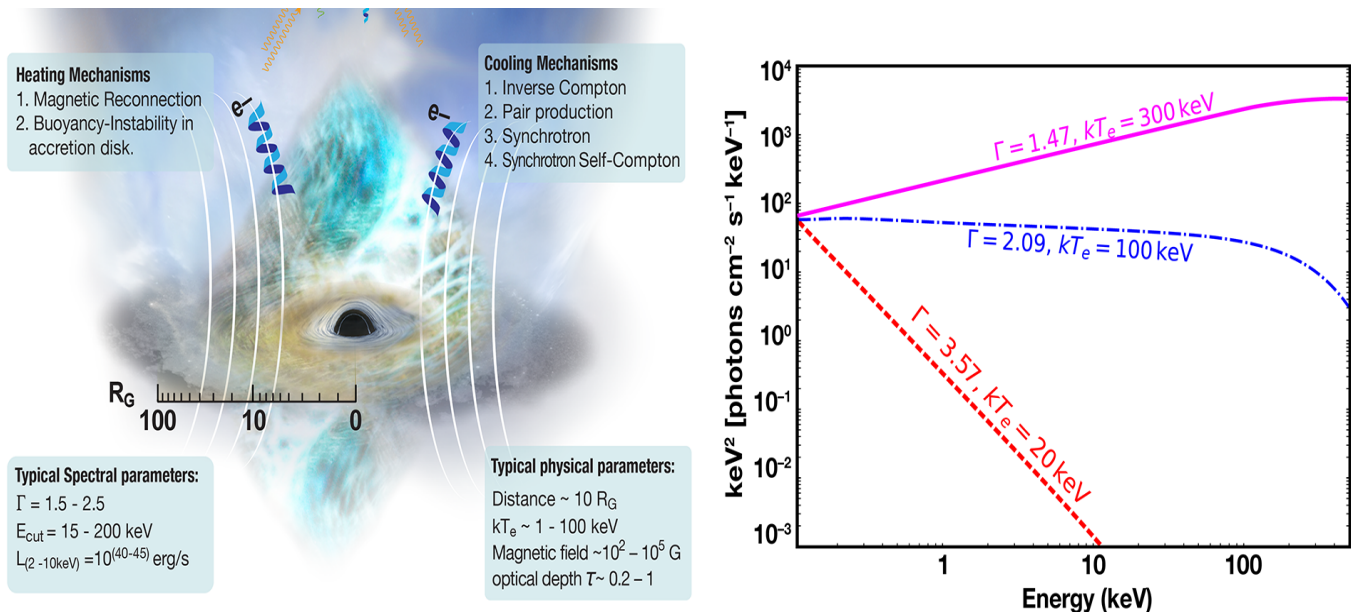 Heating Mechanisms
1. Magnetic Reconnection
2. Buoyancy-Instability in
accretion disk.
Cooling Mechanisms
1. Inverse Compton
2. Pair production
3. Synchrotron
4. Synchrotron Self-Compton
e⁻
e⁻
R_G
100 10 0
Typical Spectral parameters:
Γ = 1.5 - 2.5
E_cut = 15 - 200 keV
L_(2 -10keV) =10^(40-45) erg/s
Typical physical parameters:
Distance ~ 10 R_G
kT_e ~ 1 - 100 keV
Magnetic field ~10² – 10⁵ G
optical depth τ~ 0.2 – 1
keV² [photons cm⁻² s⁻¹ keV⁻¹]
10⁴
10³
10²
10¹
10⁰
10⁻¹
10⁻²
10⁻³
Γ = 1.47, kT_e = 300 keV
Γ = 2.09, kT_e = 100 keV
Γ = 3.57, kT_e = 20 keV
1 10 100
Energy (keV)